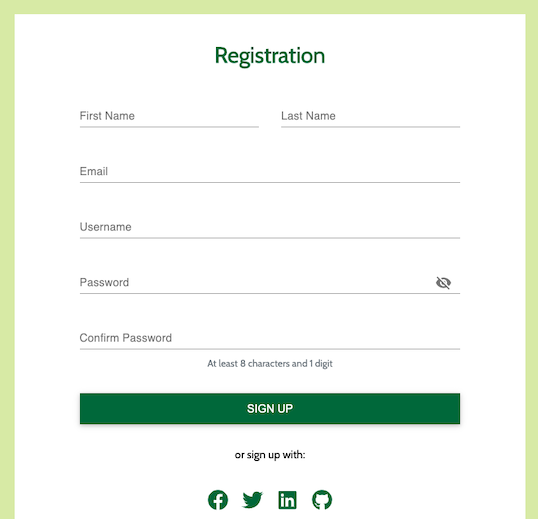 Registration
First Name Last Name
Email
Username
Password
Confirm Password
At least 8 characters and 1 digit
SIGN UP
or sign up with: